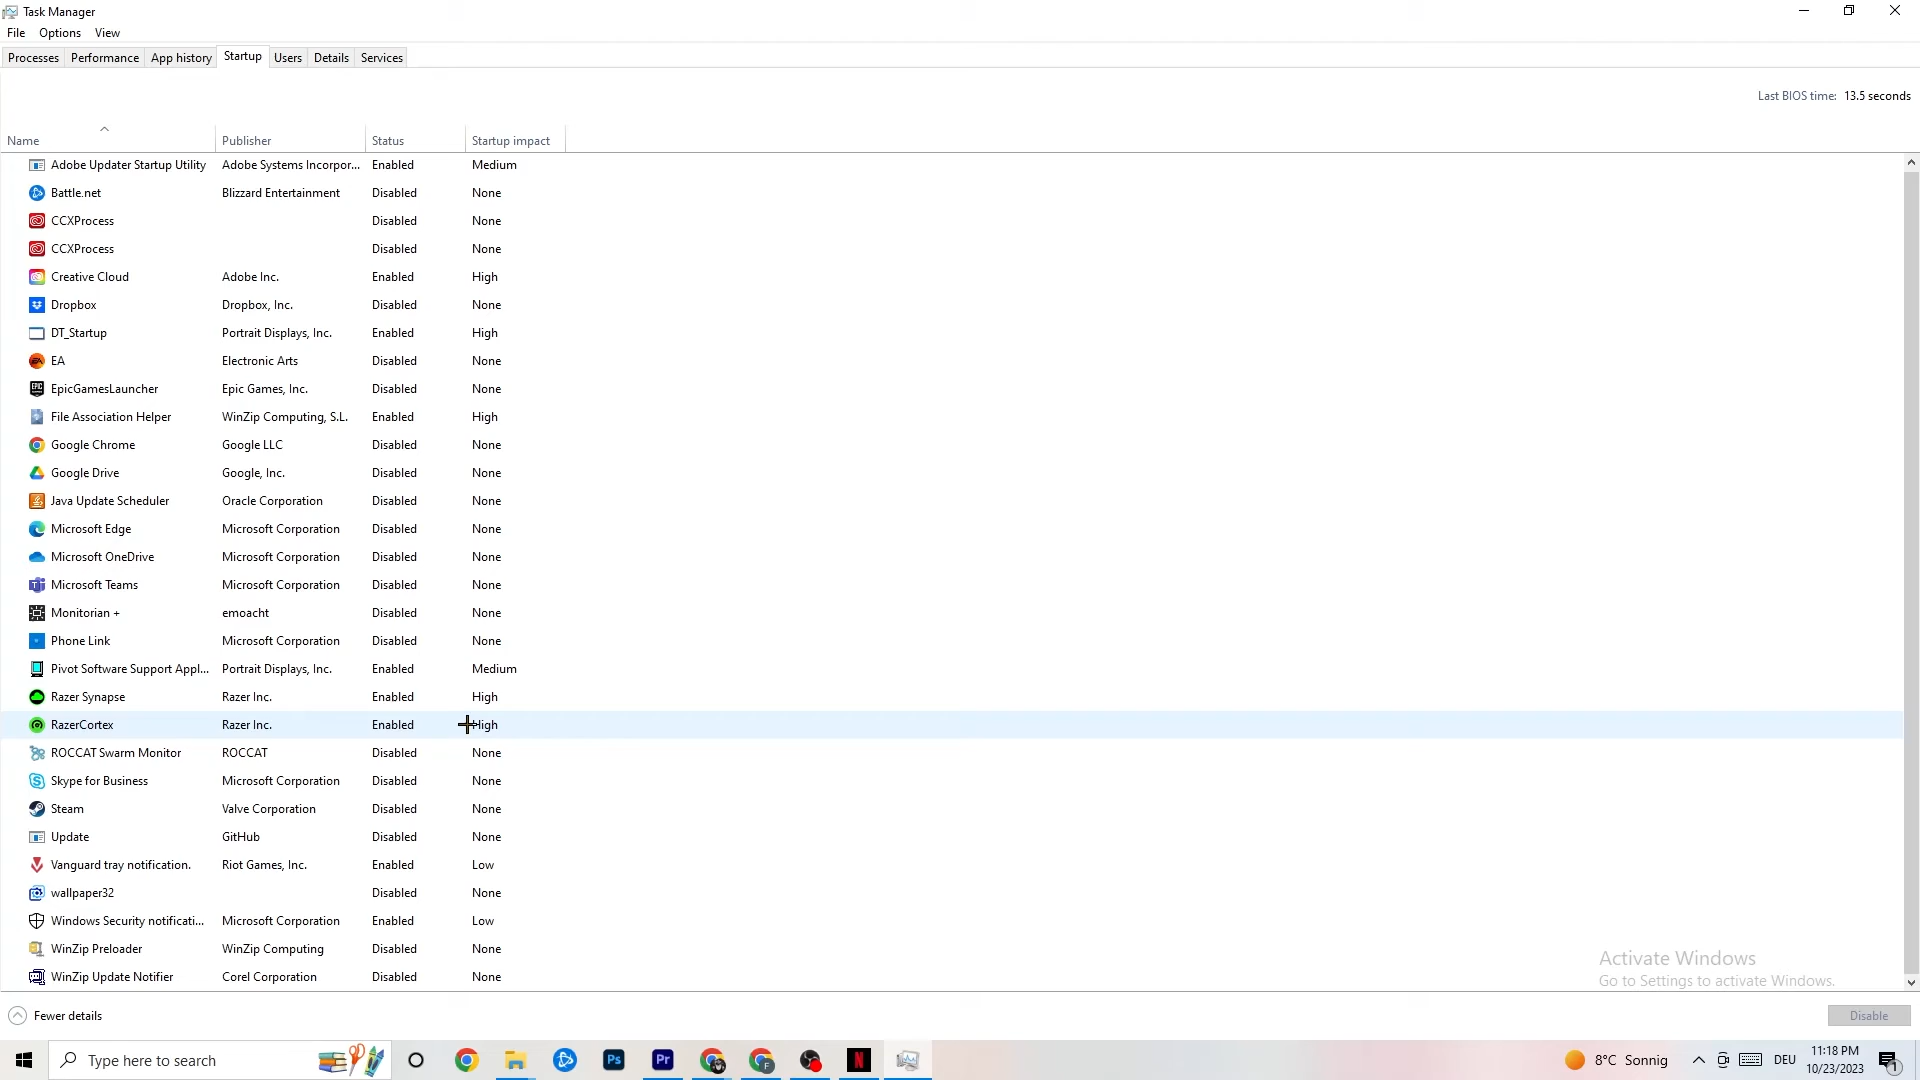 Task Manager
File Options View
Processes Performance App history Startup Users Details Services
Last BIOS time: 13.5 seconds
Name Publisher Status Startup impact
Adobe Updater Startup Utility Adobe Systems Incorpor... Enabled Medium
Battle.net Blizzard Entertainment Disabled None
CCXProcess Disabled None
CCXProcess Disabled None
Creative Cloud Adobe Inc. Enabled High
Dropbox Dropbox, Inc. Disabled None
DT_Startup Portrait Displays, Inc. Enabled High
EA Electronic Arts Disabled None
EpicGamesLauncher Epic Games, Inc. Disabled None
File Association Helper WinZip Computing, S.L. Enabled High
Google Chrome Google LLC Disabled None
Google Drive Google, Inc. Disabled None
Java Update Scheduler Oracle Corporation Disabled None
Microsoft Edge Microsoft Corporation Disabled None
Microsoft OneDrive Microsoft Corporation Disabled None
Microsoft Teams Microsoft Corporation Disabled None
Monitorian + emoacht Disabled None
Phone Link Microsoft Corporation Disabled None
Pivot Software Support Appl... Portrait Displays, Inc. Enabled Medium
Razer Synapse Razer Inc. Enabled High
RazerCortex Razer Inc. Enabled High
ROCCAT Swarm Monitor ROCCAT Disabled None
Skype for Business Microsoft Corporation Disabled None
Steam Valve Corporation Disabled None
Update GitHub Disabled None
Vanguard tray notification. Riot Games, Inc. Enabled Low
wallpaper32 Disabled None
Windows Security notificati... Microsoft Corporation Enabled Low
WinZip Preloader WinZip Computing Disabled None
WinZip Update Notifier Corel Corporation Disabled None
Activate Windows
Go to Settings to activate Windows.
Fewer details Disable
Type here to search Ps Pr F N 8°C Sonnig DEU 11:18 PM
10/23/2023 1